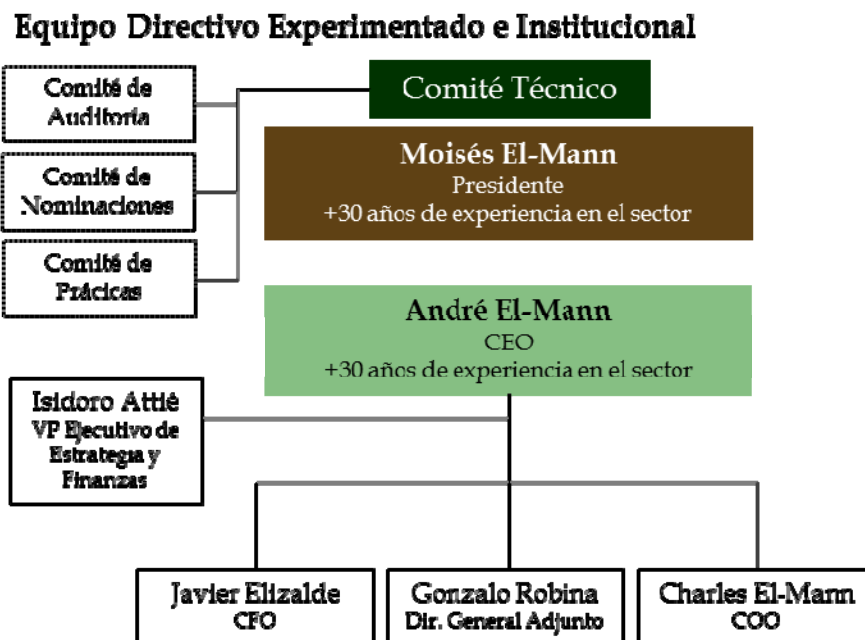 Equipo Directivo Experimentado e Institucional
Comité de
Auditoría
Comité Técnico
Comité de
Nominaciones
Moisés El-Mann
Presidente
+30 años de experiencia en el sector
Comité de
Prácicas
André El-Mann
CEO
+30 años de experiencia en el sector
Isidoro Attié
VP Ejecutivo de
Estrategia y
Finanzas
Javier Elizalde
CFO
Gonzalo Robina
Dir. General Adjunto
Charles El-Mann
COO